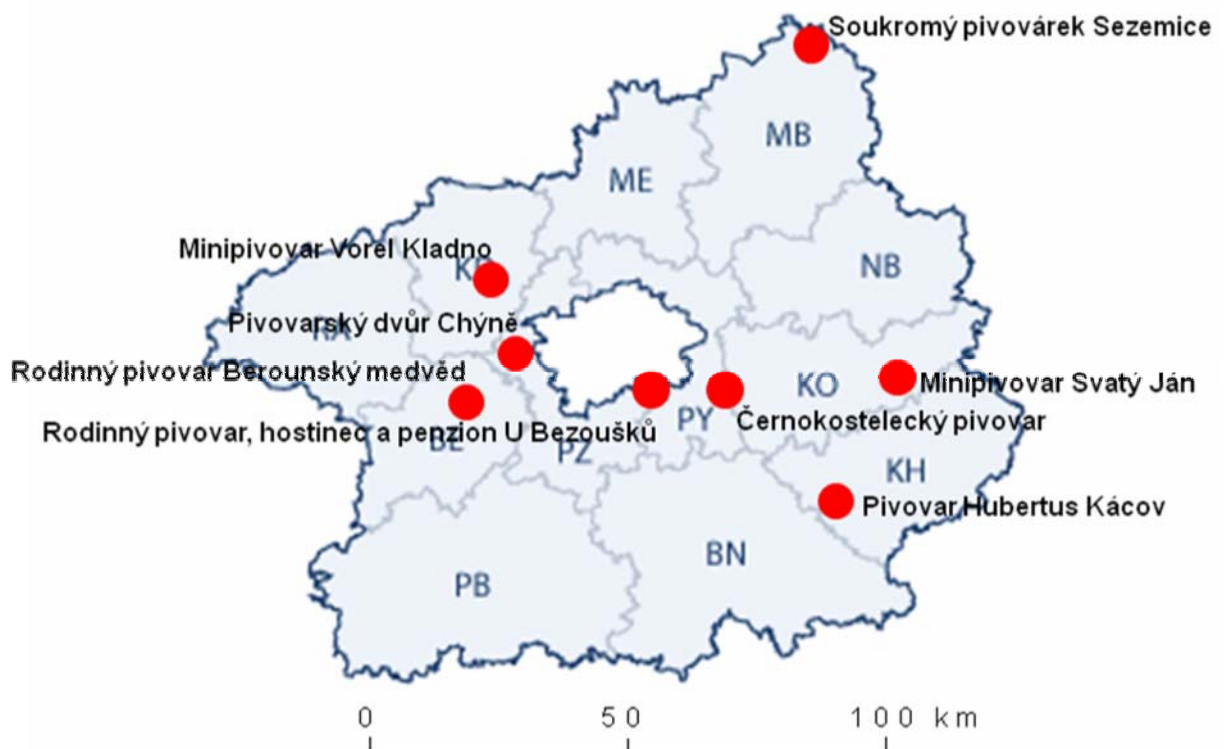 Soukromý pivovárek Sezemice
MB
ME
Minipivovar Vorel Kladno
NB
Pivovarský dvůr Chýně
RA
Rodinný pivovar Berounský medvěd
KO
Minipivovar Svatý Ján
PY
Černokostelecký pivovar
Rodinný pivovar, hostinec a penzion U Bezoušků
BE
PZ
KH
Pivovar Hubertus Kácov
BN
PB
0 50 100 km